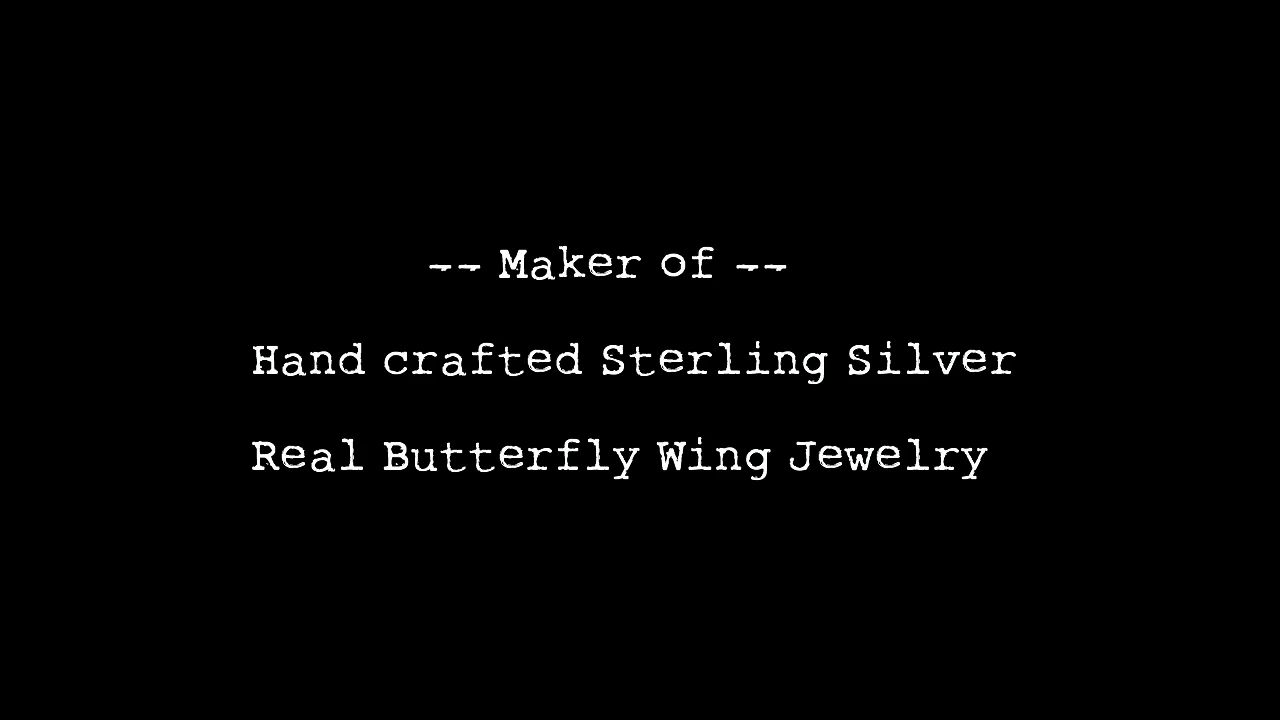 -- Maker of --
Hand crafted Sterling Silver
Real Butterfly Wing Jewelry